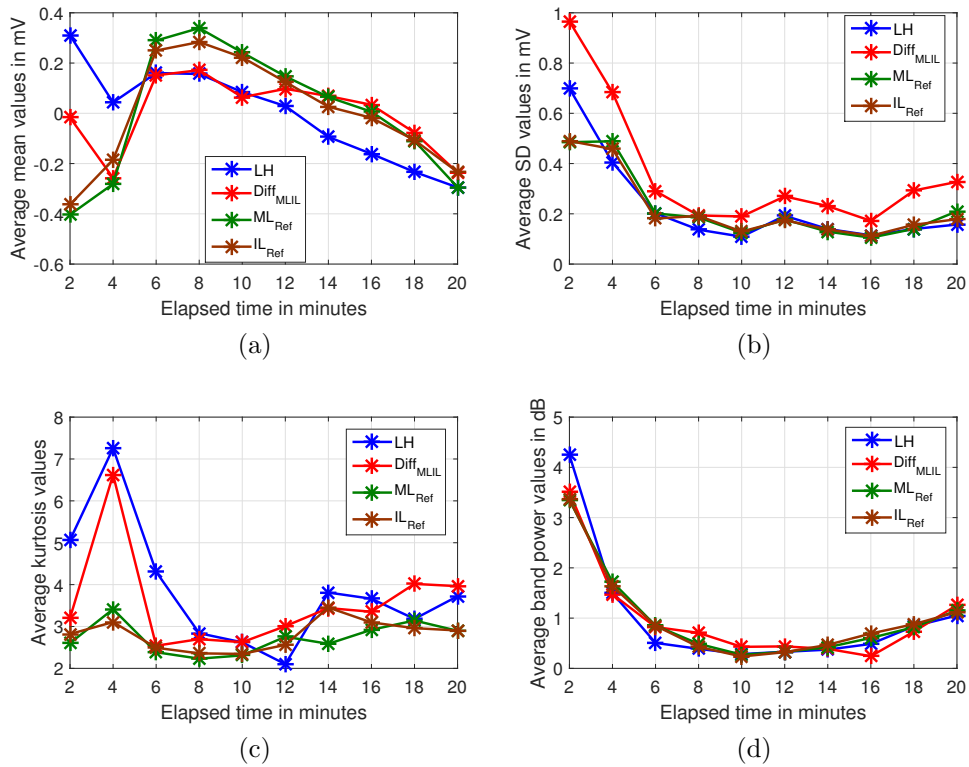 0.4
0.2
0
-0.2
-0.4
-0.6
Average mean values in mV
LH
Diff_MLIL
ML_Ref
IL_Ref
2 4 6 8 10 12 14 16 18 20
Elapsed time in minutes
(a)
1
0.8
0.6
0.4
0.2
0
Average SD values in mV
LH
Diff_MLIL
ML_Ref
IL_Ref
2 4 6 8 10 12 14 16 18 20
Elapsed time in minutes
(b)
8
7
6
5
4
3
2
Average kurtosis values
LH
Diff_MLIL
ML_Ref
IL_Ref
2 4 6 8 10 12 14 16 18 20
Elapsed time in minutes
(c)
5
4
3
2
1
0
Average band power values in dB
LH
Diff_MLIL
ML_Ref
IL_Ref
2 4 6 8 10 12 14 16 18 20
Elapsed time in minutes
(d)